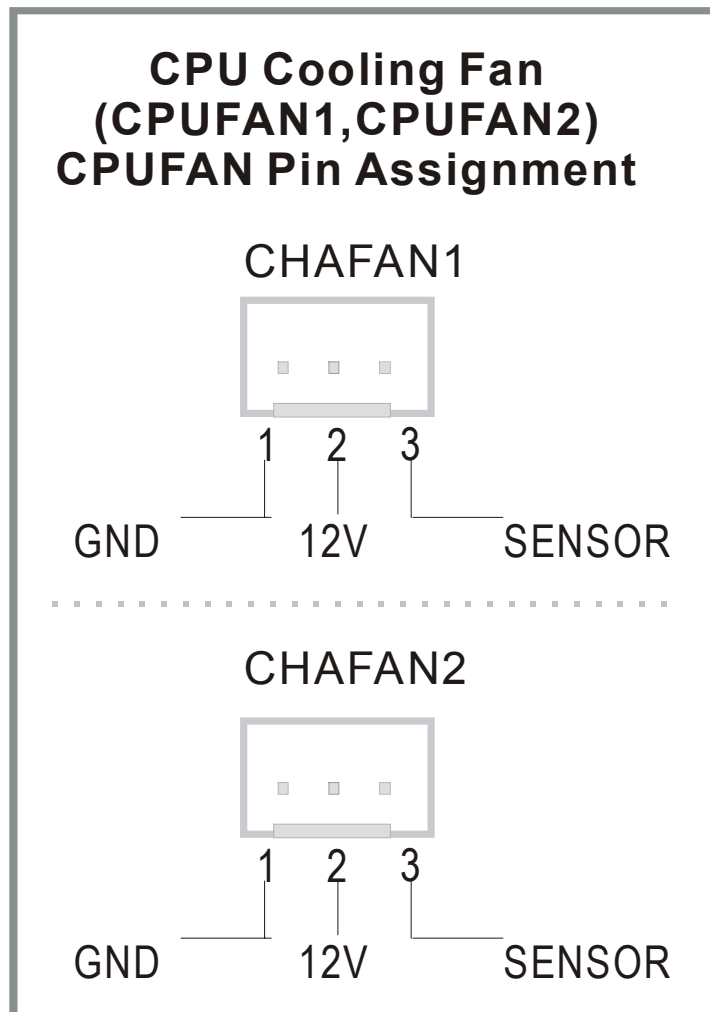 CPU Cooling Fan
(CPUFAN1,CPUFAN2)
CPUFAN Pin Assignment
CHAFAN1
1 2 3
GND 12V SENSOR
CHAFAN2
1 2 3
GND 12V SENSOR